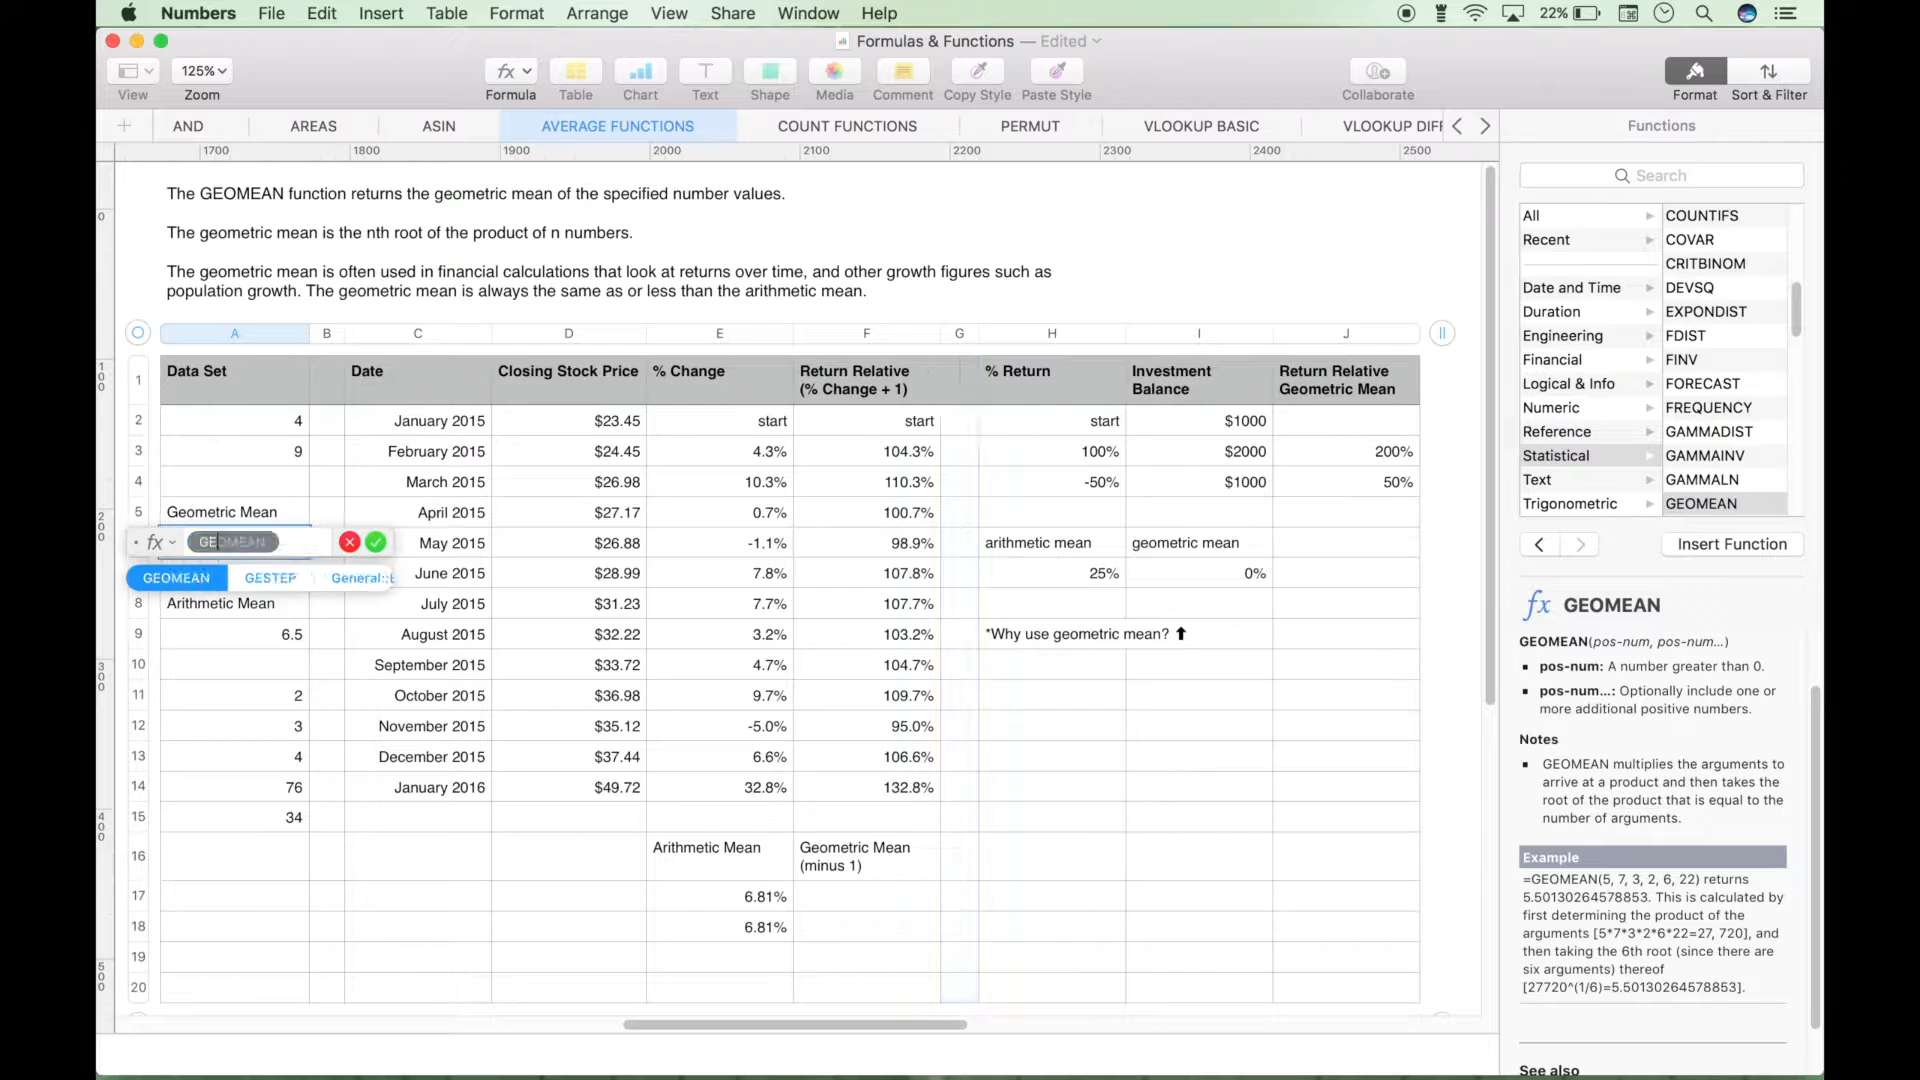 Numbers File Edit Insert Table Format Arrange View Share Window Help 22%
Formulas & Functions — Edited
125%
View Zoom Formula Table Chart Text Shape Media Comment Copy Style Paste Style Collaborate Format Sort & Filter
AND AREAS ASIN AVERAGE FUNCTIONS COUNT FUNCTIONS PERMUT VLOOKUP BASIC VLOOKUP DIFF Functions
1700 1800 1900 2000 2100 2200 2300 2400 2500
The GEOMEAN function returns the geometric mean of the specified number values.
The geometric mean is the nth root of the product of n numbers.
The geometric mean is often used in financial calculations that look at returns over time, and other growth figures such as
population growth. The geometric mean is always the same as or less than the arithmetic mean.
0
100
200
300
400
500
A B C D E F G H I J
1 Data Set Date Closing Stock Price % Change Return Relative (% Change + 1) % Return Investment Balance Return Relative Geometric Mean
2 4 January 2015 $23.45 start start start $1000
3 9 February 2015 $24.45 4.3% 104.3% 100% $2000 200%
4 March 2015 $26.98 10.3% 110.3% -50% $1000 50%
5 Geometric Mean April 2015 $27.17 0.7% 100.7%
fx GEOMEAN May 2015 $26.88 -1.1% 98.9% arithmetic mean geometric mean
GEOMEAN GESTEP General June 2015 $28.99 7.8% 107.8% 25% 0%
8 Arithmetic Mean July 2015 $31.23 7.7% 107.7%
9 6.5 August 2015 $32.22 3.2% 103.2% *Why use geometric mean? ⬆
10 September 2015 $33.72 4.7% 104.7%
11 2 October 2015 $36.98 9.7% 109.7%
12 3 November 2015 $35.12 -5.0% 95.0%
13 4 December 2015 $37.44 6.6% 106.6%
14 76 January 2016 $49.72 32.8% 132.8%
15 34
16 Arithmetic Mean Geometric Mean (minus 1)
17 6.81%
18 6.81%
19
20
Search
All
Recent
Date and Time
Duration
Engineering
Financial
Logical & Info
Numeric
Reference
Statistical
Text
Trigonometric
COUNTIFS
COVAR
CRITBINOM
DEVSQ
EXPONDIST
FDIST
FINV
FORECAST
FREQUENCY
GAMMADIST
GAMMAINV
GAMMALN
GEOMEAN
Insert Function
fx GEOMEAN
GEOMEAN(pos-num, pos-num…)
▪ pos-num: A number greater than 0.
▪ pos-num…: Optionally include one or
more additional positive numbers.
Notes
▪ GEOMEAN multiplies the arguments to
arrive at a product and then takes the
root of the product that is equal to the
number of arguments.
Example
=GEOMEAN(5, 7, 3, 2, 6, 22) returns
5.50130264578853. This is calculated by
first determining the product of the
arguments [5*7*3*2*6*22=27, 720], and
then taking the 6th root (since there are
six arguments) thereof
[27720^(1/6)=5.50130264578853].
See also